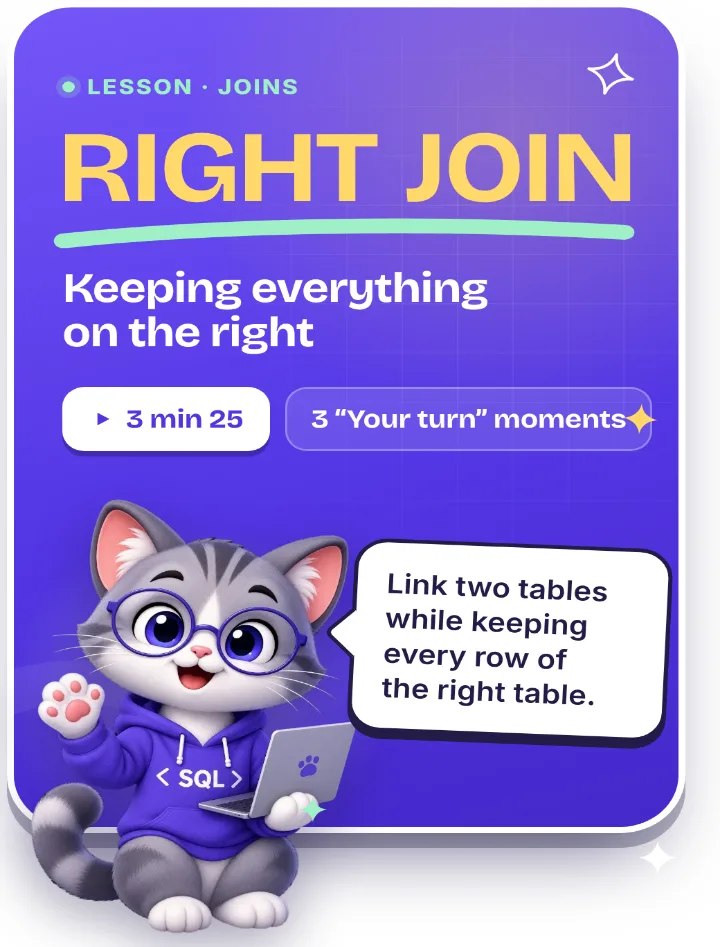 LESSON · JOINS
RIGHT JOIN
Keeping everything
on the right
3 min 25
3 “Your turn” moments
Link two tables
while keeping
every row of
the right table.
< SQL >